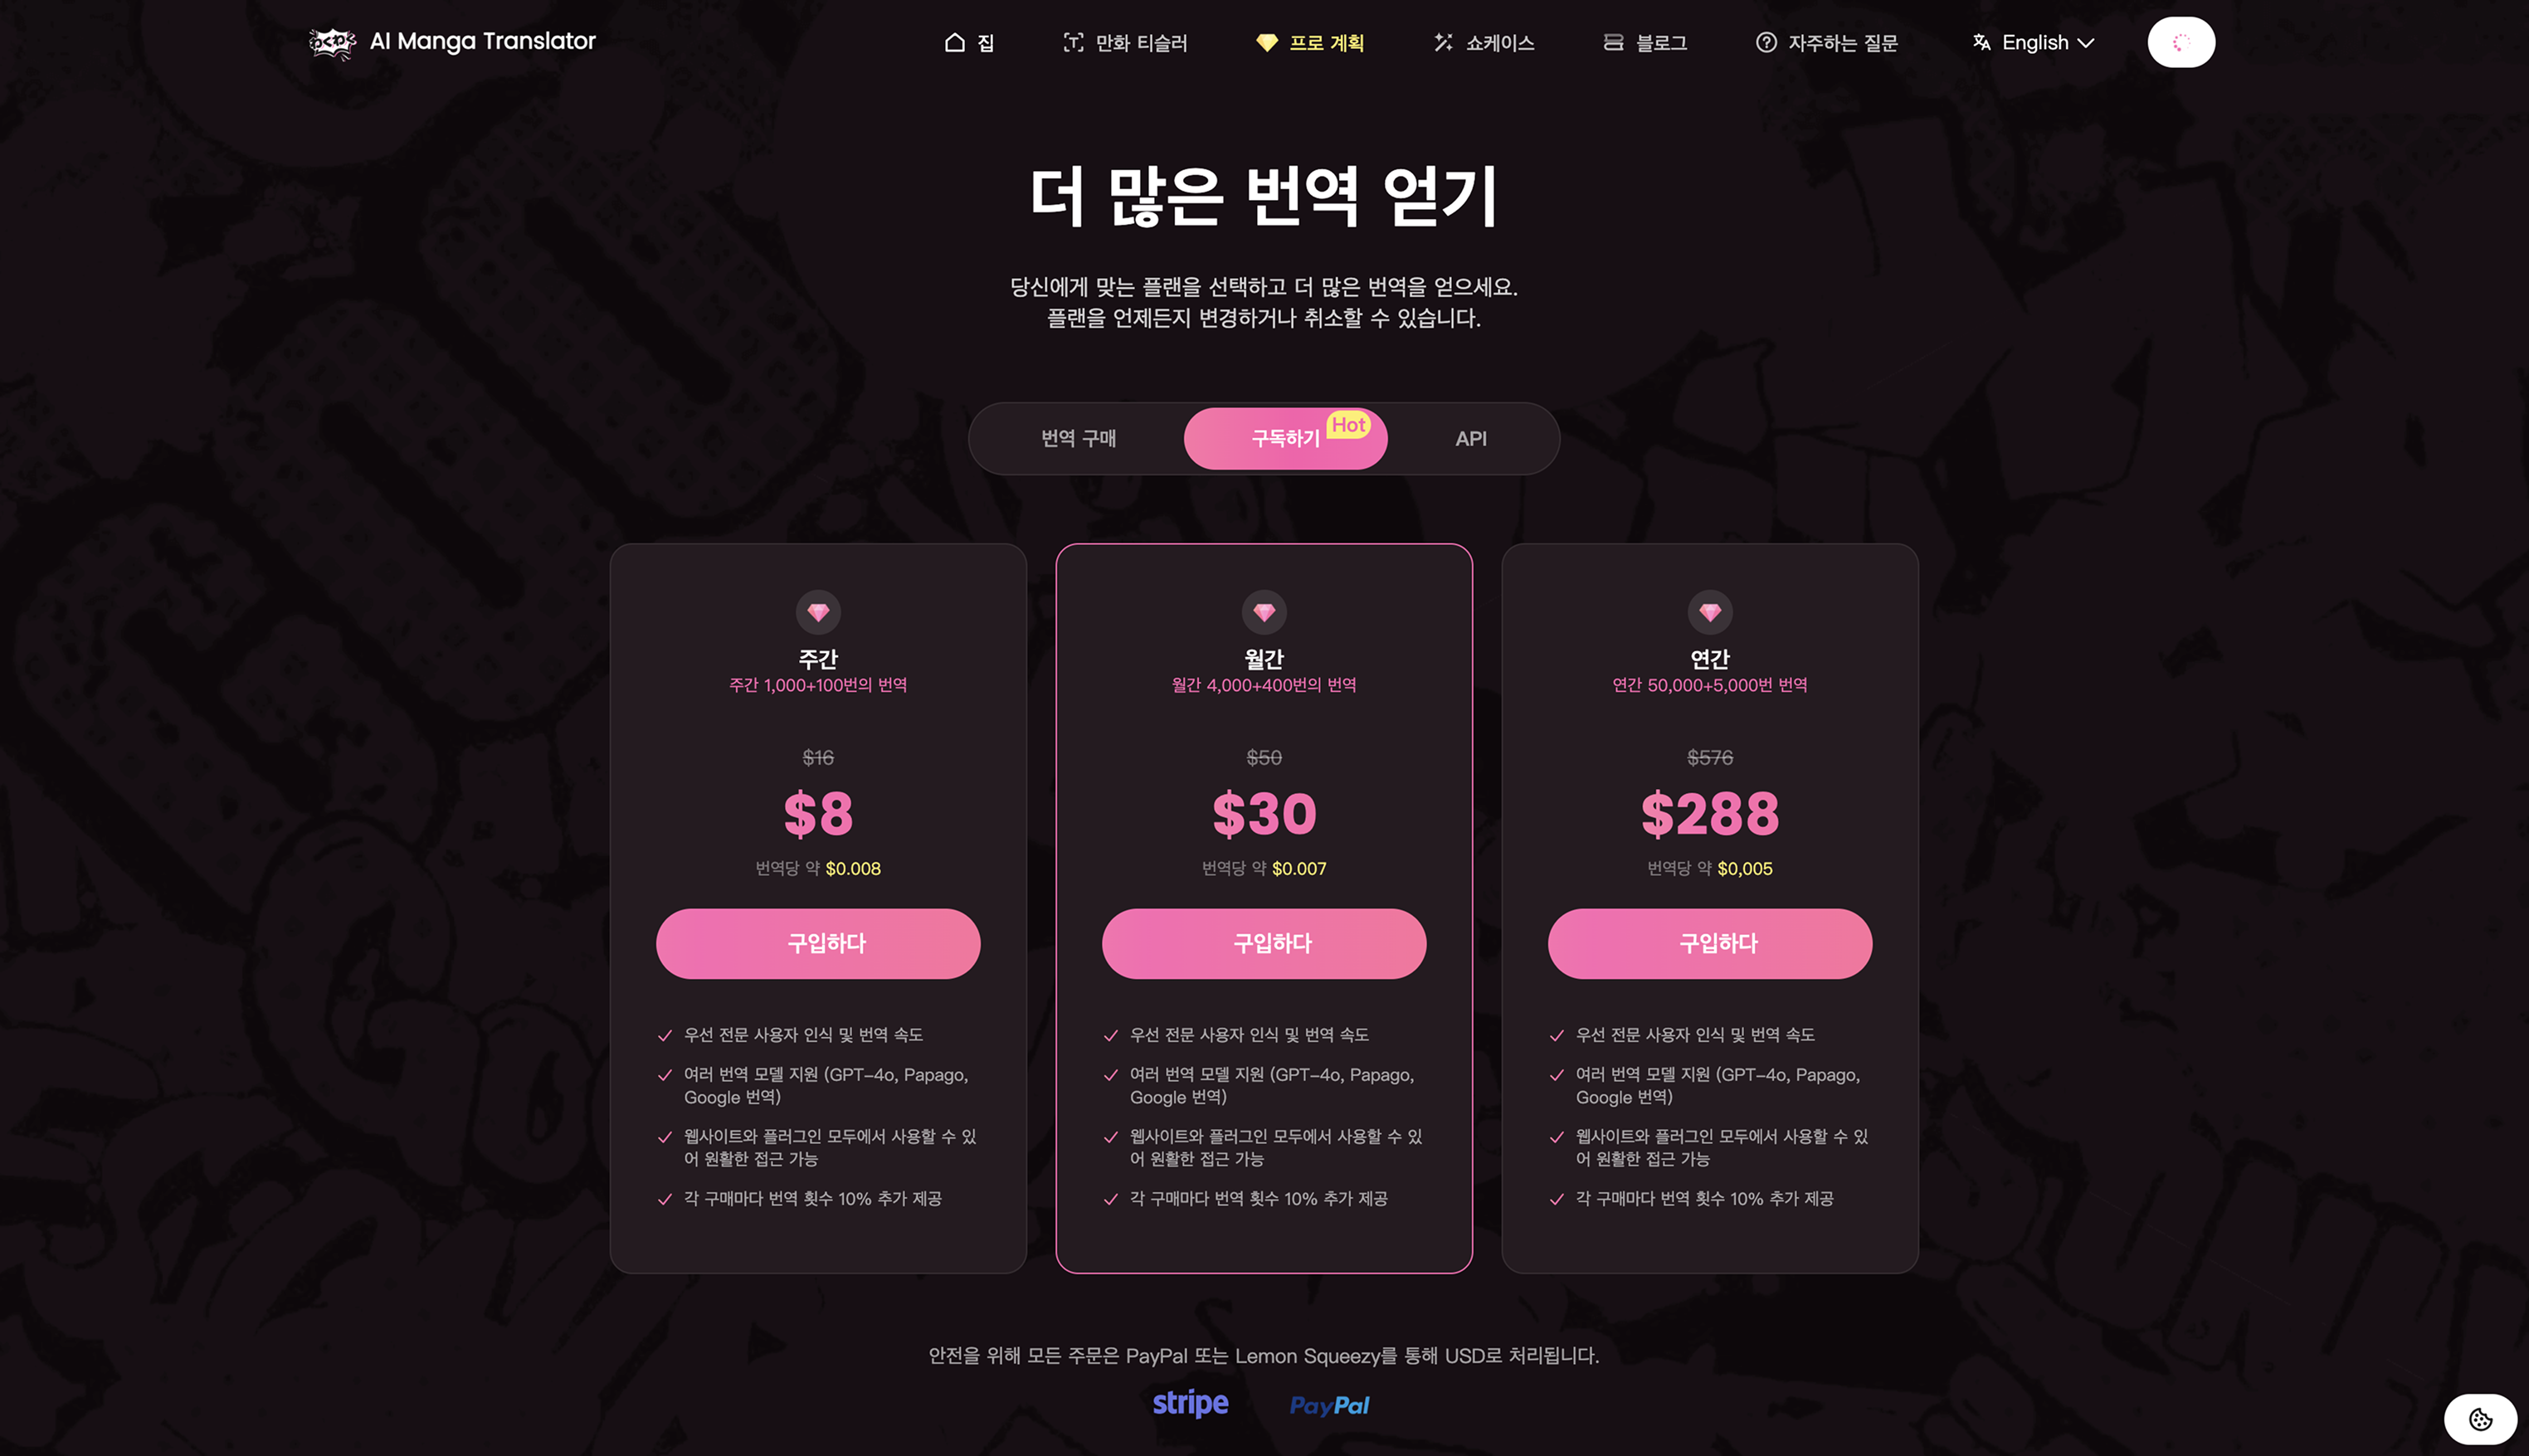 AI Manga Translator
집
만화 티슬러
프로 계획
쇼케이스
블로그
자주하는 질문
English
더 많은 번역 얻기
당신에게 맞는 플랜을 선택하고 더 많은 번역을 얻으세요.
플랜을 언제든지 변경하거나 취소할 수 있습니다.
번역 구매
구독하기
Hot
API
주간
주간 1,000+100번의 번역
$16
$8
번역당 약 $0.008
구입하다
우선 전문 사용자 인식 및 번역 속도
여러 번역 모델 지원 (GPT-4o, Papago,
Google 번역)
웹사이트와 플러그인 모두에서 사용할 수 있
어 원활한 접근 가능
각 구매마다 번역 횟수 10% 추가 제공
월간
월간 4,000+400번의 번역
$50
$30
번역당 약 $0.007
구입하다
우선 전문 사용자 인식 및 번역 속도
여러 번역 모델 지원 (GPT-4o, Papago,
Google 번역)
웹사이트와 플러그인 모두에서 사용할 수 있
어 원활한 접근 가능
각 구매마다 번역 횟수 10% 추가 제공
연간
연간 50,000+5,000번 번역
$576
$288
번역당 약 $0,005
구입하다
우선 전문 사용자 인식 및 번역 속도
여러 번역 모델 지원 (GPT-4o, Papago,
Google 번역)
웹사이트와 플러그인 모두에서 사용할 수 있
어 원활한 접근 가능
각 구매마다 번역 횟수 10% 추가 제공
안전을 위해 모든 주문은 PayPal 또는 Lemon Squeezy를 통해 USD로 처리됩니다.
stripe
PayPal